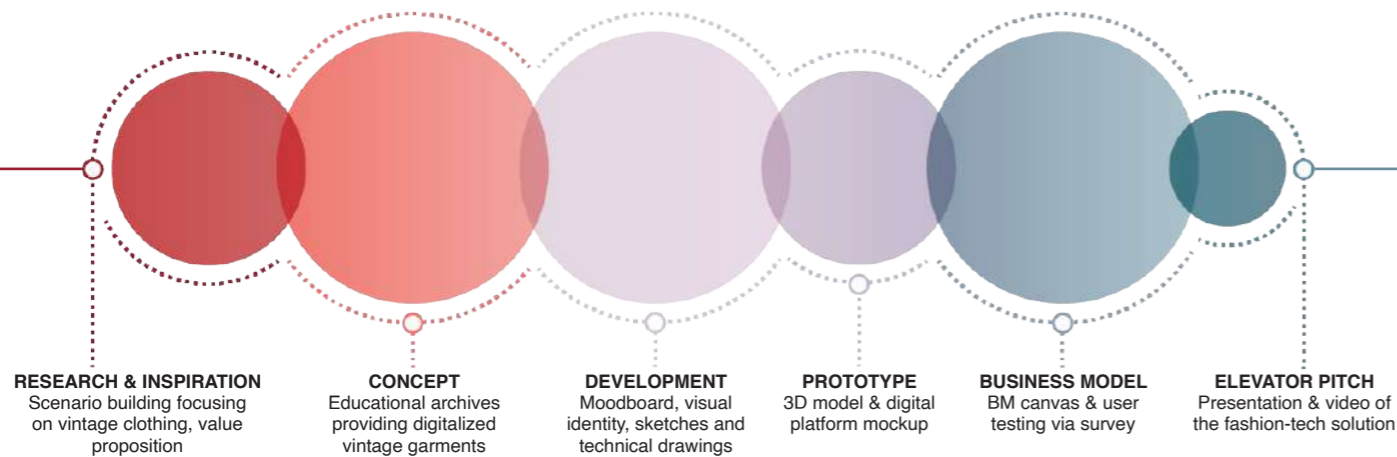 RESEARCH & INSPIRATION
Scenario building focusing
on vintage clothing, value
proposition
CONCEPT
Educational archives
providing digitalized
vintage garments
DEVELOPMENT
Moodboard, visual
identity, sketches and
technical drawings
PROTOTYPE
3D model & digital
platform mockup
BUSINESS MODEL
BM canvas & user
testing via survey
ELEVATOR PITCH
Presentation & video of
the fashion-tech solution